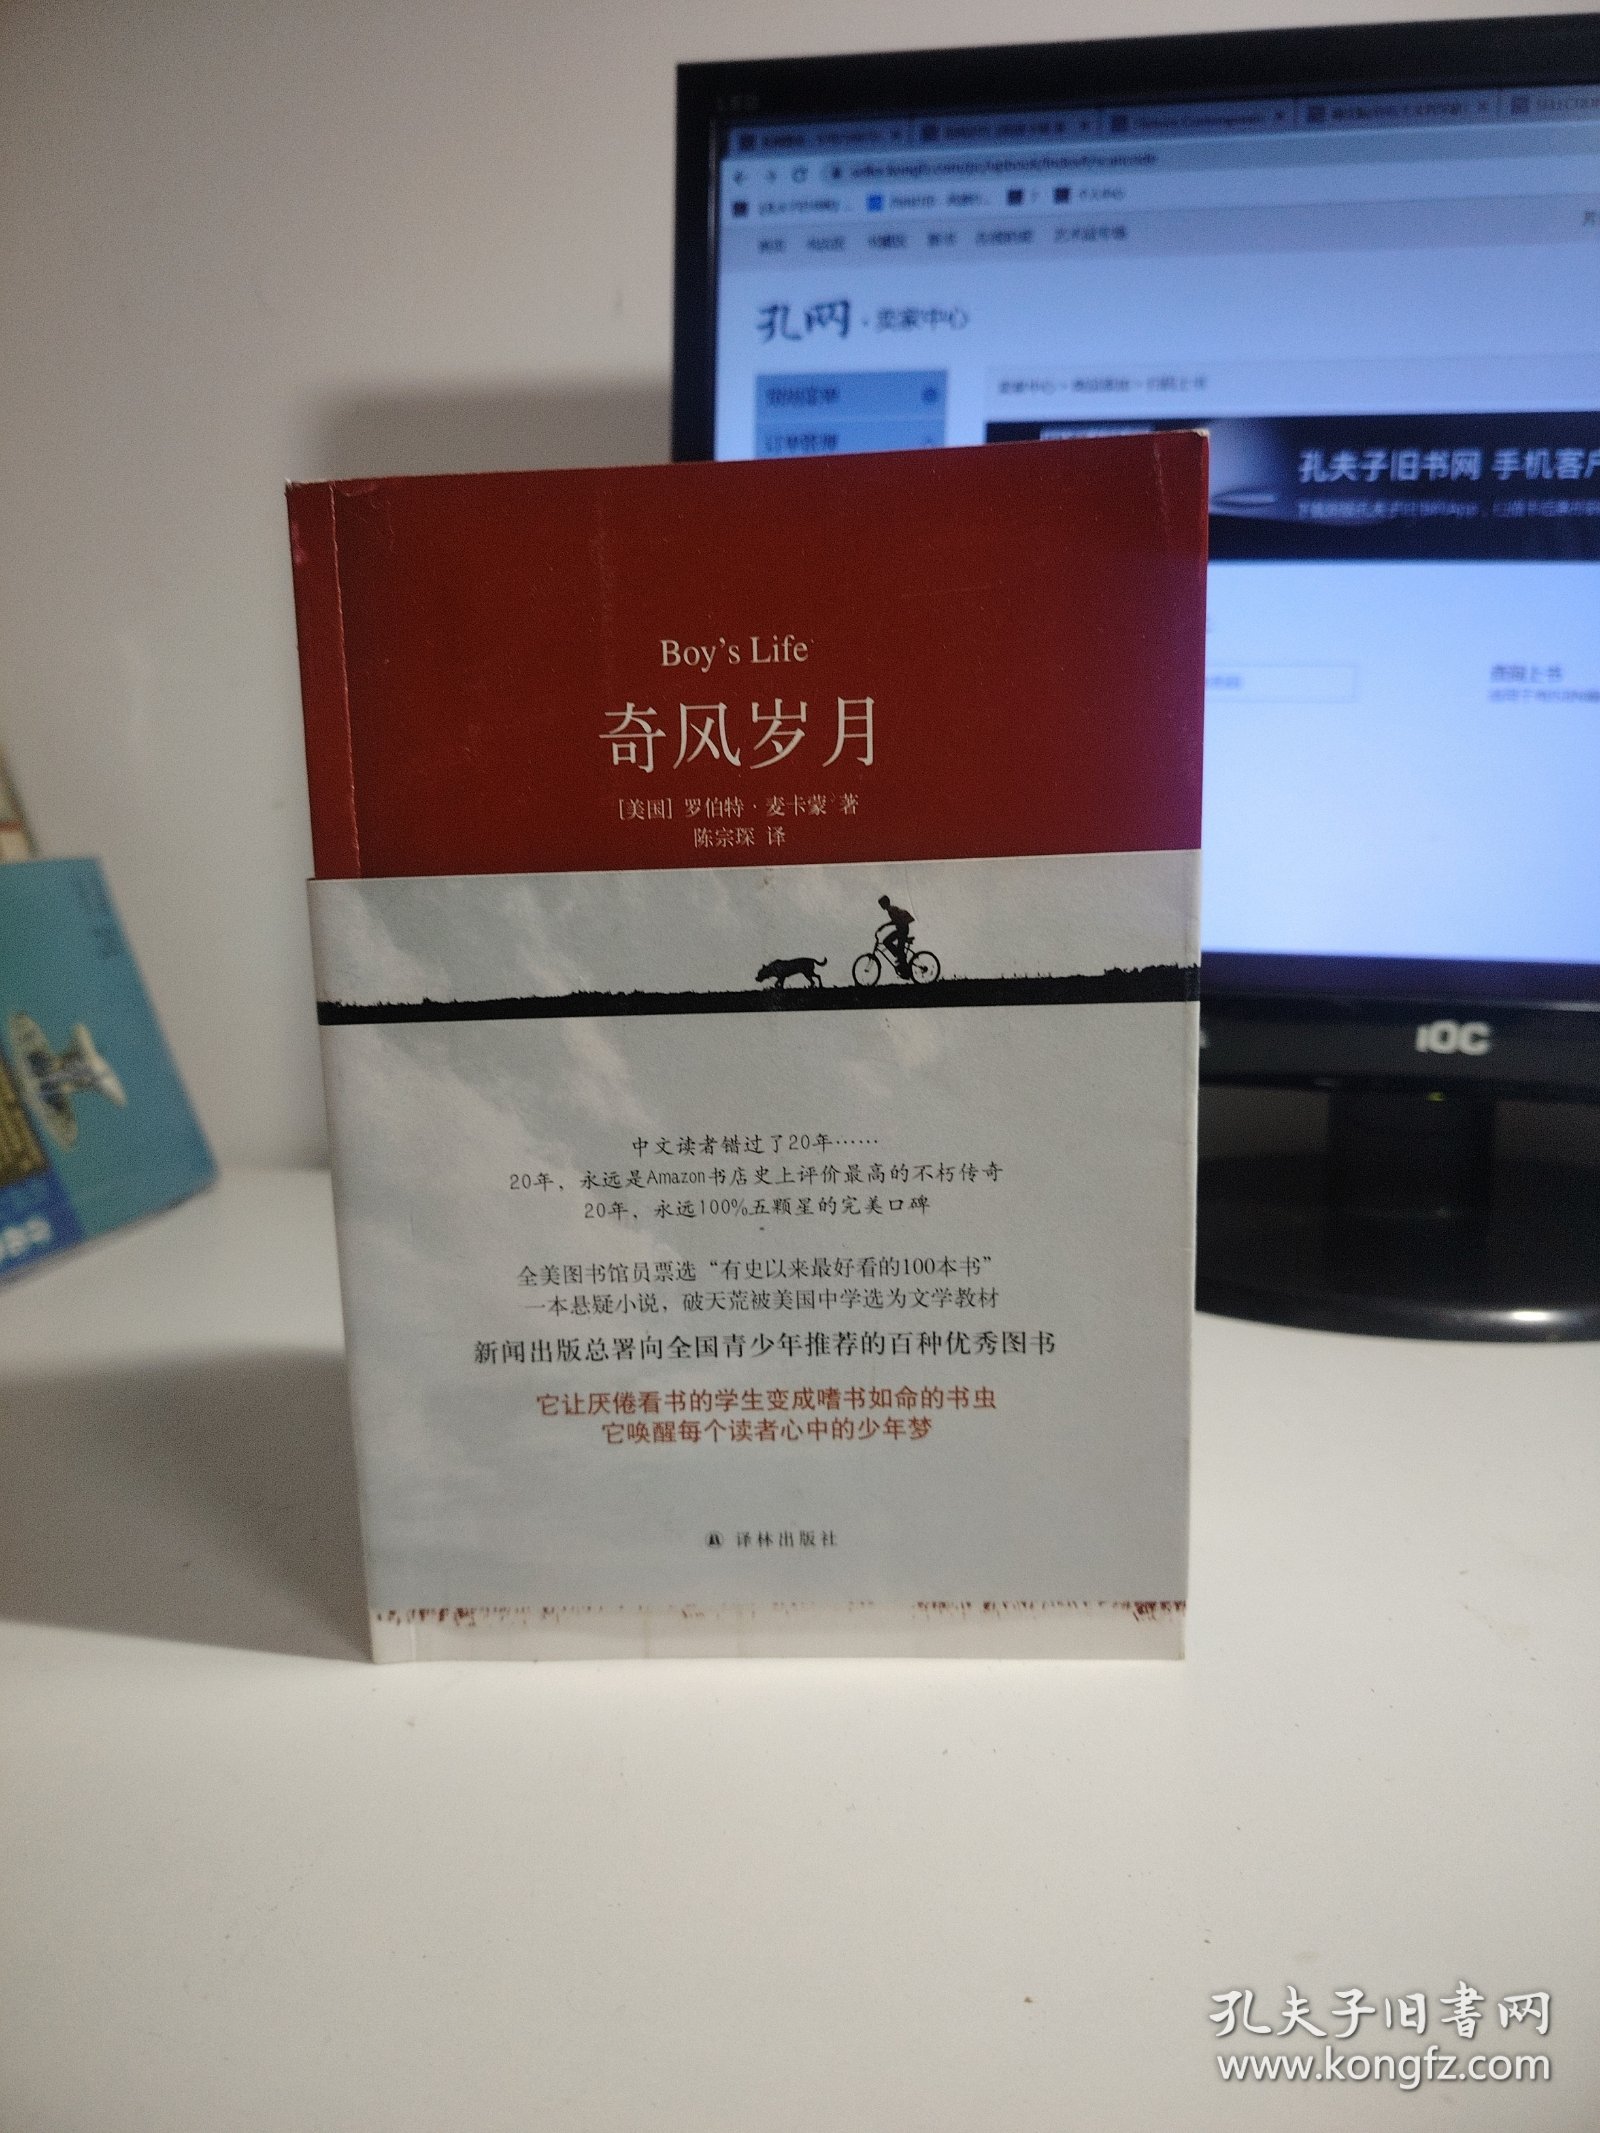 孔网 · 卖家中心
孔夫子旧书网 手机客户
Boy's Life
奇风岁月
[美国] 罗伯特·麦卡蒙 著
陈宗琛 译
中文读者错过了20年……
20年，永远是Amazon书店史上评价最高的不朽传奇
20年，永远100%五颗星的完美口碑
全美图书馆员票选“有史以来最好看的100本书”
一本悬疑小说，破天荒被美国中学选为文学教材
新闻出版总署向全国青少年推荐的百种优秀图书
它让厌倦看书的学生变成嗜书如命的书虫
它唤醒每个读者心中的少年梦
译林出版社
孔夫子旧書网
www.kongfz.com